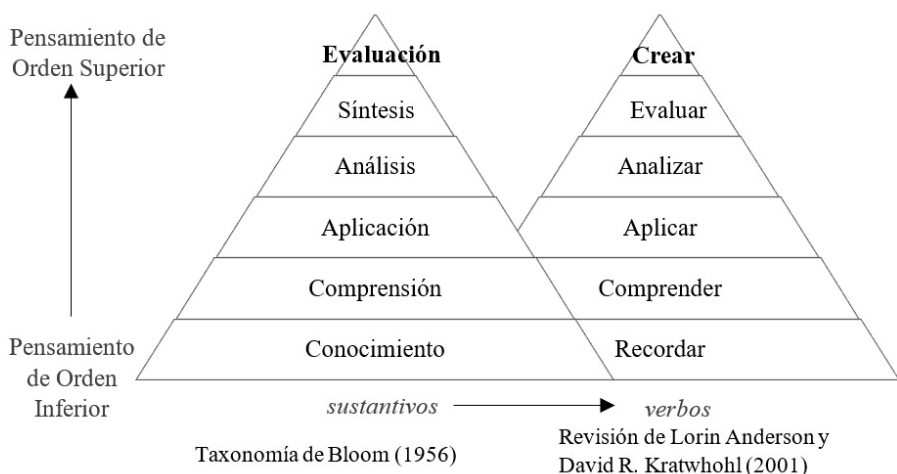 Pensamiento de
Orden Superior
Evaluación
Crear
Síntesis
Evaluar
Análisis
Analizar
Aplicación
Aplicar
Comprensión
Comprender
Pensamiento
de Orden
Inferior
Conocimiento
Recordar
sustantivos
verbos
Taxonomía de Bloom (1956)
Revisión de Lorin Anderson y
David R. Kratwhohl (2001)